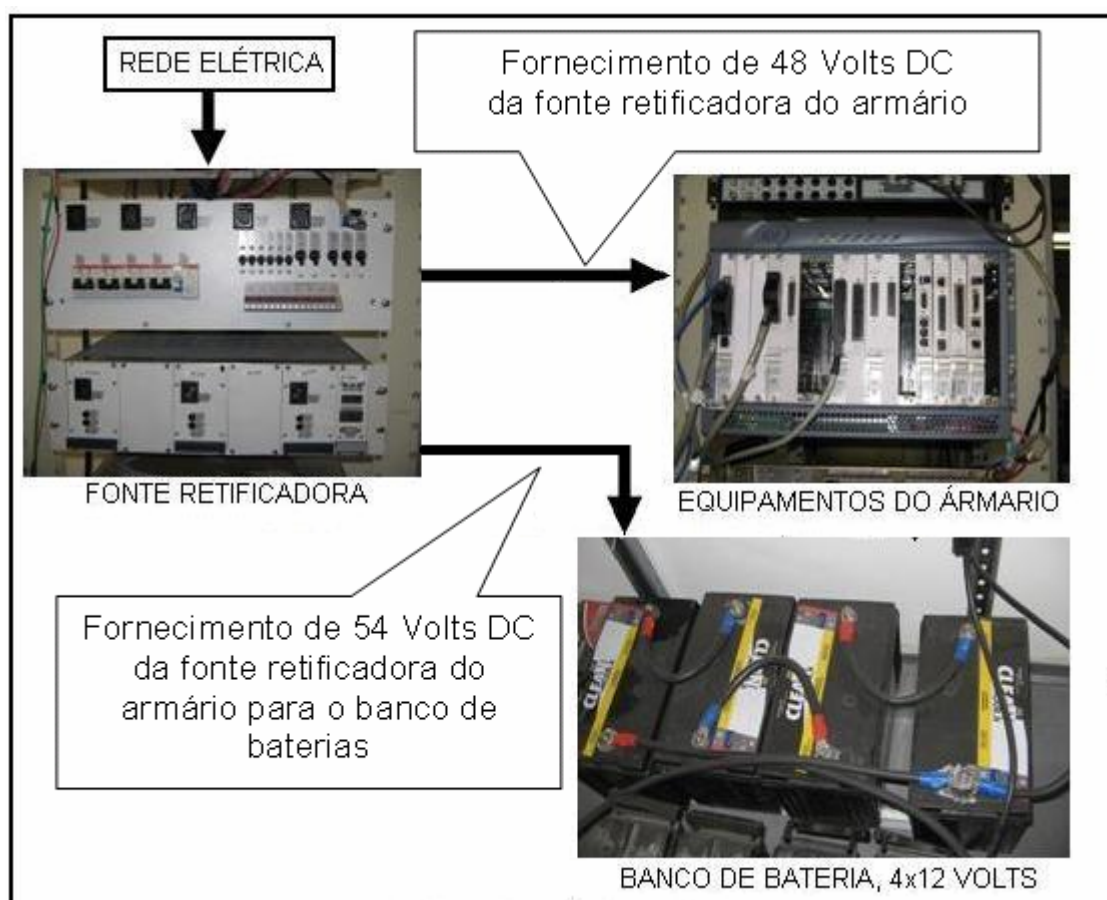 REDE ELÉTRICA
Fornecimento de 48 Volts DC
da fonte retificadora do armário
FONTE RETIFICADORA
EQUIPAMENTOS DO ÁRMARIO
Fornecimento de 54 Volts DC
da fonte retificadora do
armário para o banco de
baterias
BANCO DE BATERIA, 4x12 VOLTS